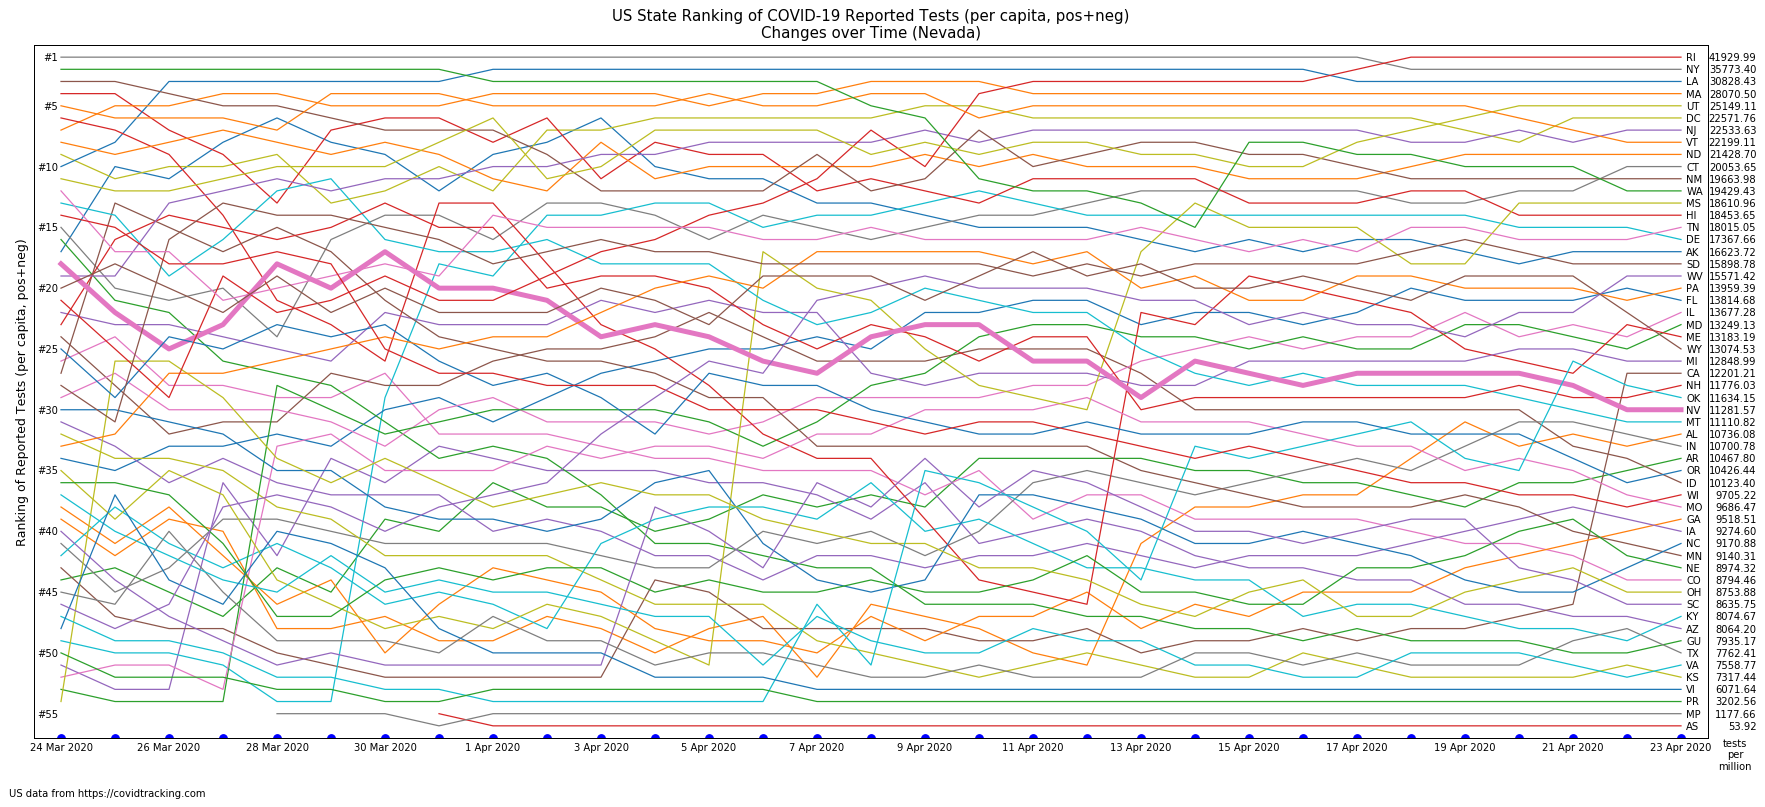 US State Ranking of COVID-19 Reported Tests (per capita, pos+neg)
Changes over Time (Nevada)
Ranking of Reported Tests (per capita, pos+neg)
#1
#5
#10
#15
#20
#25
#30
#35
#40
#45
#50
#55
RI 41929.99
NY 35773.40
LA 30828.43
MA 28070.50
UT 25149.11
DC 22571.76
NJ 22533.63
VT 22199.11
ND 21428.70
CT 20053.65
NM 19663.98
WA 19429.43
MS 18610.96
HI 18453.65
TN 18015.05
DE 17367.66
AK 16623.72
SD 15898.78
WV 15571.42
PA 13959.39
FL 13814.68
IL 13677.28
MD 13249.13
ME 13183.19
WY 13074.53
MI 12848.99
CA 12201.21
NH 11776.03
OK 11634.15
NV 11281.57
MT 11110.82
AL 10736.08
IN 10700.78
AR 10467.80
OR 10426.44
ID 10123.40
WI 9705.22
MO 9686.47
GA 9518.51
IA 9274.60
NC 9170.88
MN 9140.31
NE 8974.32
CO 8794.46
OH 8753.88
SC 8635.75
KY 8074.67
AZ 8064.20
GU 7935.17
TX 7762.41
VA 7558.77
KS 7317.44
VI 6071.64
PR 3202.56
MP 1177.66
AS 53.92
24 Mar 2020 26 Mar 2020 28 Mar 2020 30 Mar 2020 1 Apr 2020 3 Apr 2020 5 Apr 2020 7 Apr 2020 9 Apr 2020 11 Apr 2020 13 Apr 2020 15 Apr 2020 17 Apr 2020 19 Apr 2020 21 Apr 2020 23 Apr 2020
tests
per
million
US data from https://covidtracking.com